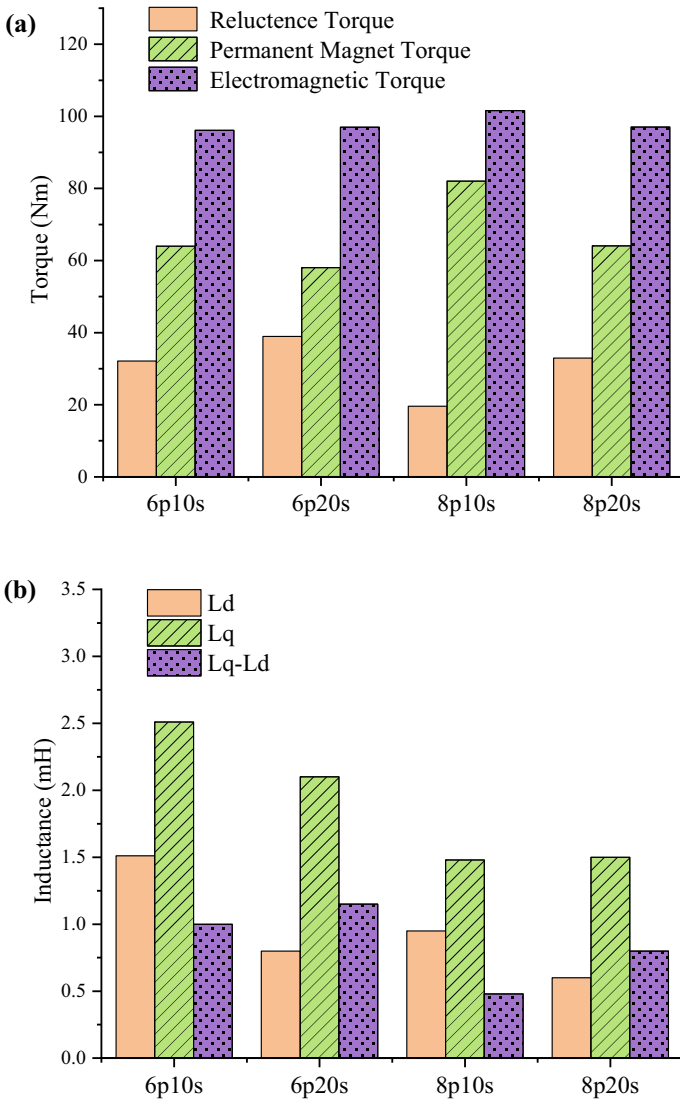 (a)
Reluctence Torque
Permanent Magnet Torque
Electromagnetic Torque
120
100
80
60
40
20
0
Torque (Nm)
6p10s 6p20s 8p10s 8p20s
(b)
Ld
Lq
Lq-Ld
3.5
3.0
2.5
2.0
1.5
1.0
0.5
0.0
Inductance (mH)
6p10s 6p20s 8p10s 8p20s